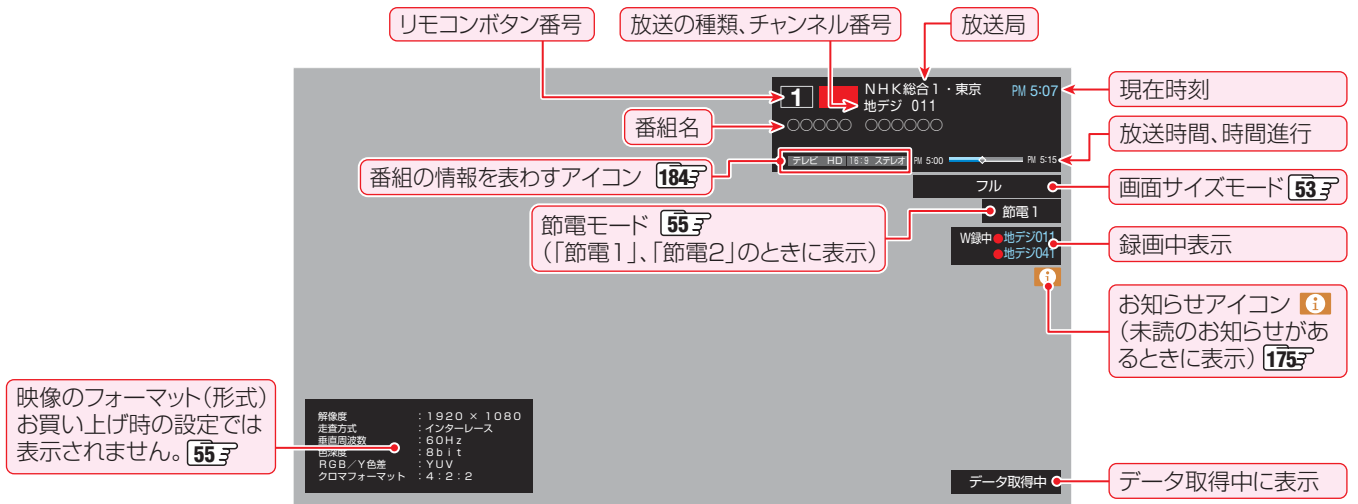 リモコンボタン番号
放送の種類、チャンネル番号
放送局
1
NHK総合1・東京
PM 5:07
地デジ 011
○○○○○ ○○○○○○
テレビ HD 16:9 ステレオ
PM 5:00
PM 5:15
現在時刻
番組名
放送時間、時間進行
番組の情報を表わすアイコン 184
フル
画面サイズモード 53
節電1
節電モード 55
(「節電1」、「節電2」のときに表示)
W録中 ●地デジ011
●地デジ041
録画中表示
お知らせアイコン i
(未読のお知らせがあ
るときに表示) 175
映像のフォーマット(形式)
お買い上げ時の設定では
表示されません。 55
解像度 :1920 × 1080
走査方式 :インターレース
垂直周波数 :60Hz
色深度 :8bit
RGB/Y色差 :YUV
クロマフォーマット :4:2:2
データ取得中
データ取得中に表示